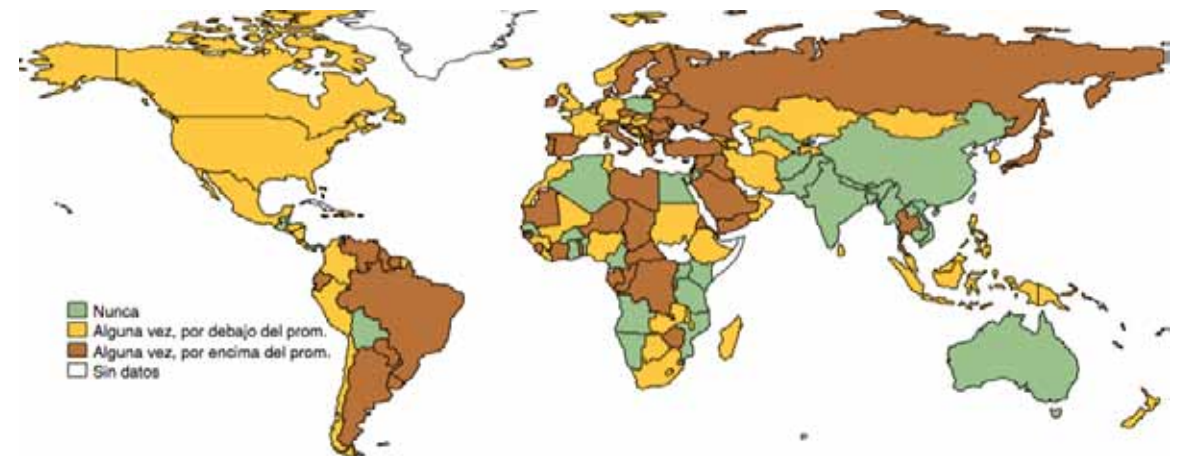 Nunca
Alguna vez, por debajo del prom.
Alguna vez, por encima del prom.
Sin datos